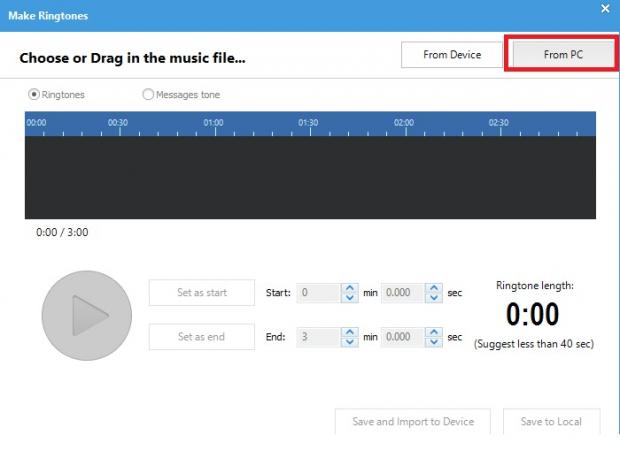 Make Ringtones
Choose or Drag in the music file...
From Device
From PC
Ringtones
Messages tone
00:00 00:30 01:00 01:30 02:00 02:30
0:00 / 3:00
Set as start
Start: 0 min 0.000 sec
Set as end
End: 3 min 0.000 sec
Ringtone length:
0:00
(Suggest less than 40 sec)
Save and Import to Device
Save to Local